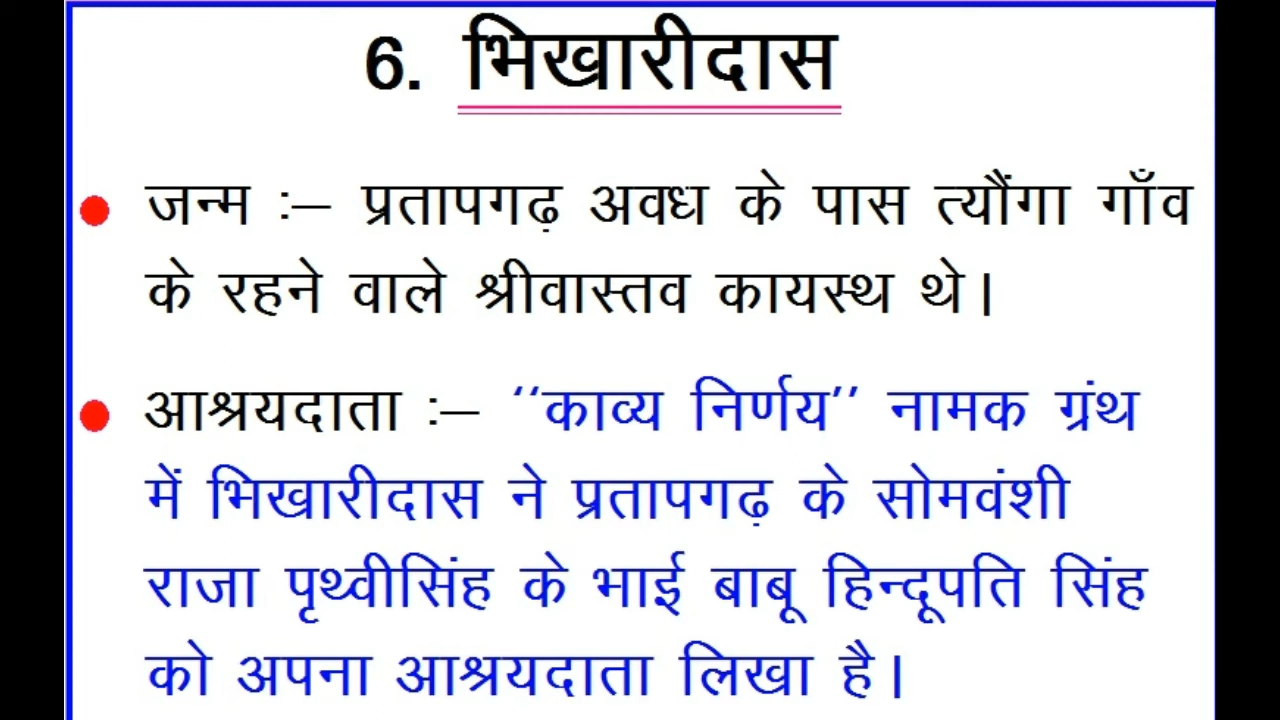 6. भिखारीदास
जन्म :– प्रतापगढ़ अवध के पास त्यौंगा गाँव
के रहने वाले श्रीवास्तव कायस्थ थे।
आश्रयदाता :– ‘‘काव्य निर्णय’’ नामक ग्रंथ
में भिखारीदास ने प्रतापगढ़ के सोमवंशी
राजा पृथ्वीसिंह के भाई बाबू हिन्दूपति सिंह
को अपना आश्रयदाता लिखा है।